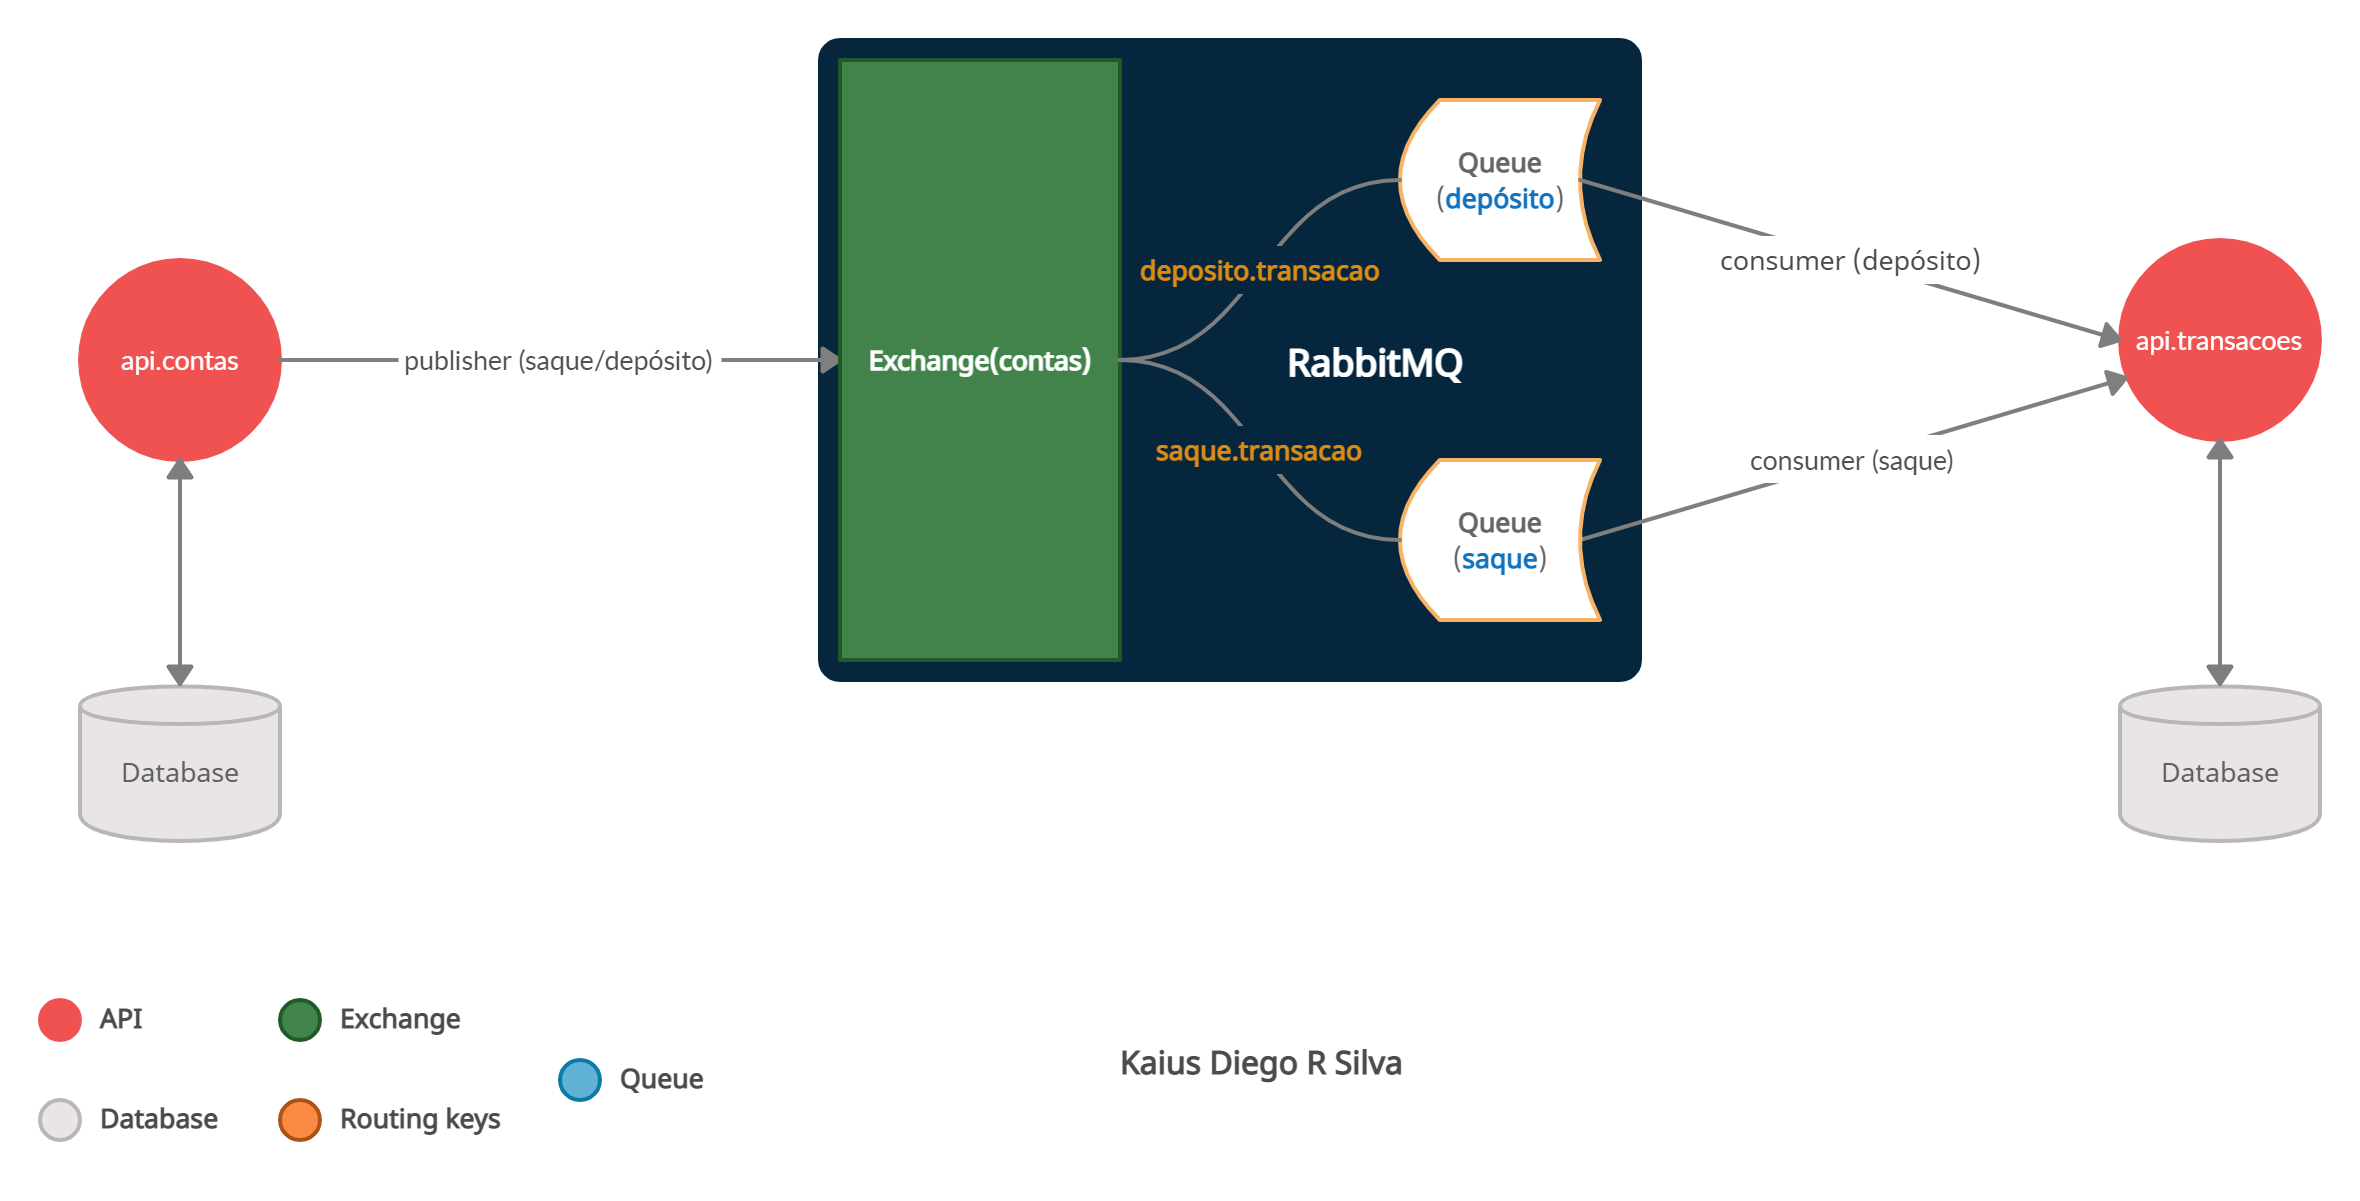 api.contas
publisher (saque/depósito)
Exchange(contas)
deposito.transacao
saque.transacao
RabbitMQ
Queue
(depósito)
Queue
(saque)
consumer (depósito)
consumer (saque)
api.transacoes
Database
Database
API
Exchange
Queue
Database
Routing keys
Kaius Diego R Silva